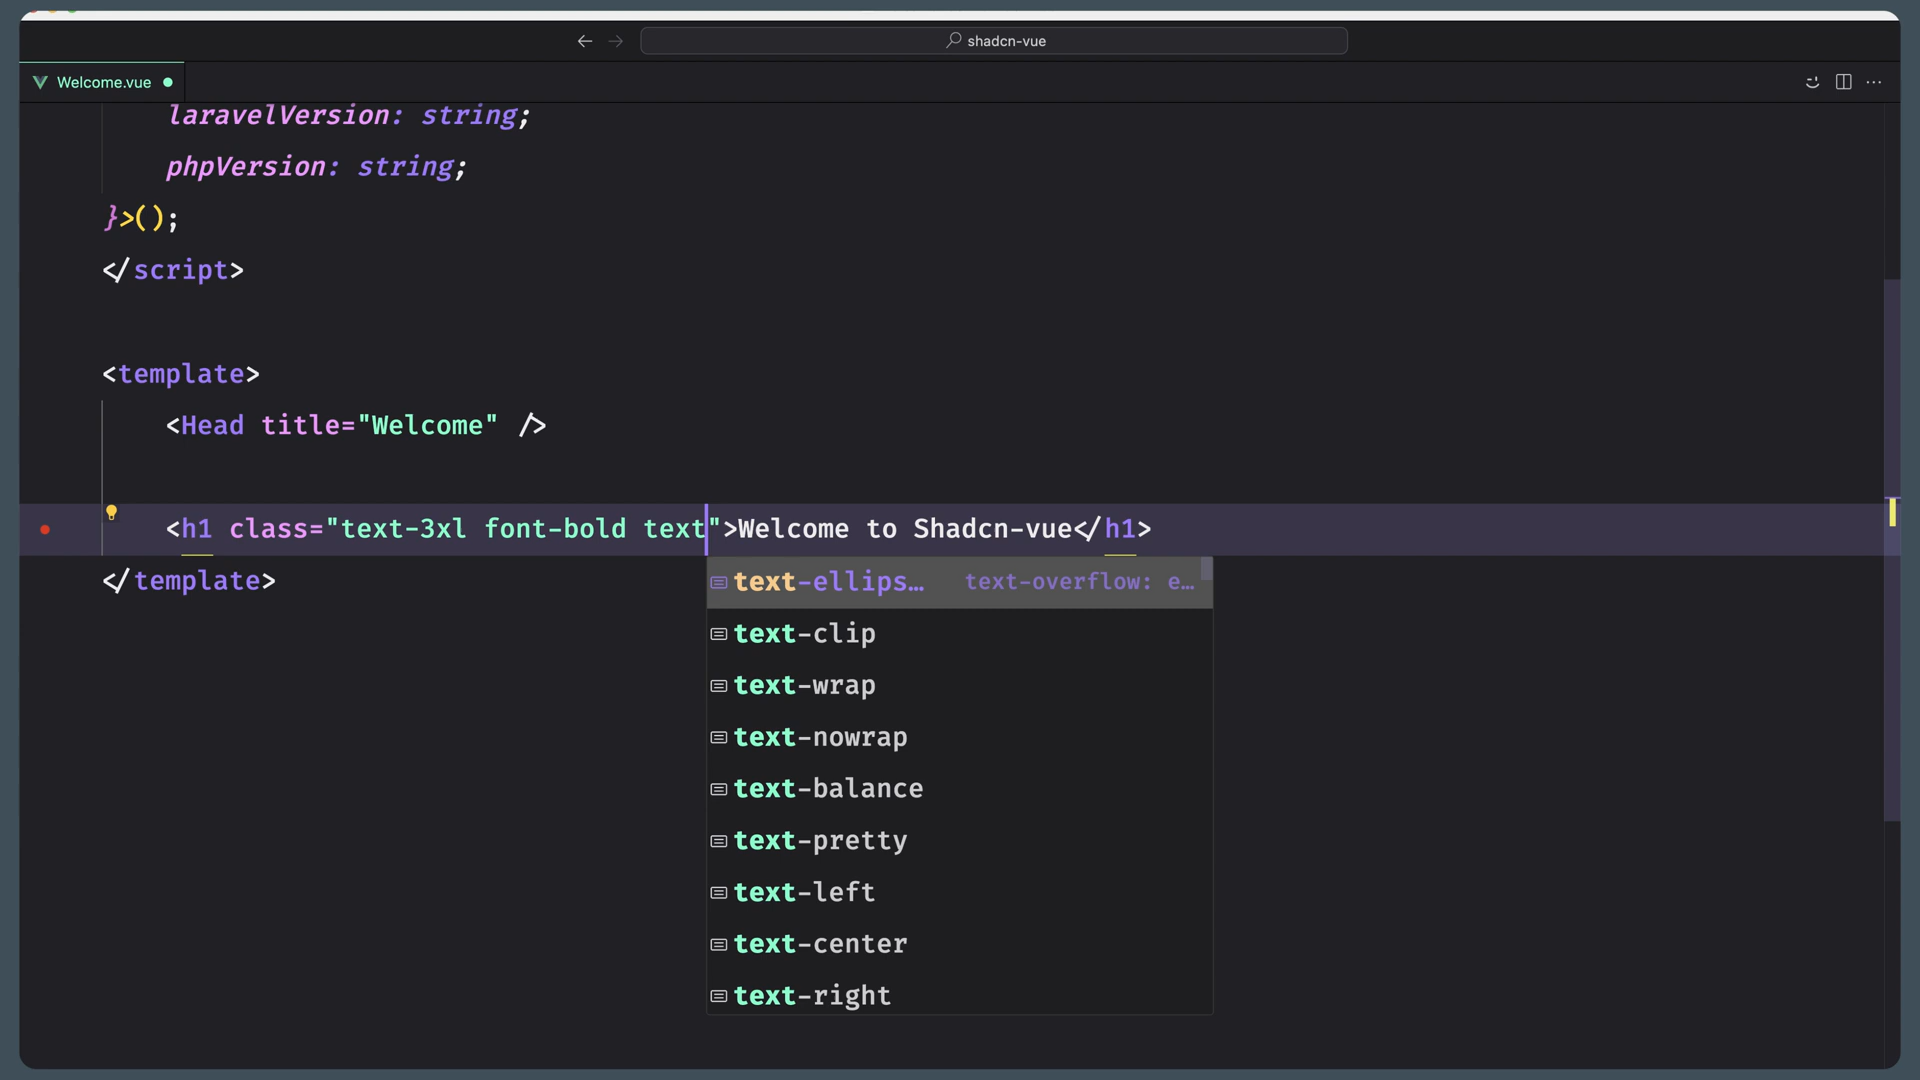 shadcn-vue
Welcome.vue
laravelVersion: string;
phpVersion: string;
}>();
</script>
<template>
<Head title="Welcome" />
<h1 class="text-3xl font-bold text">Welcome to Shadcn-vue</h1>
</template>
text-ellips… text-overflow: e…
text-clip
text-wrap
text-nowrap
text-balance
text-pretty
text-left
text-center
text-right